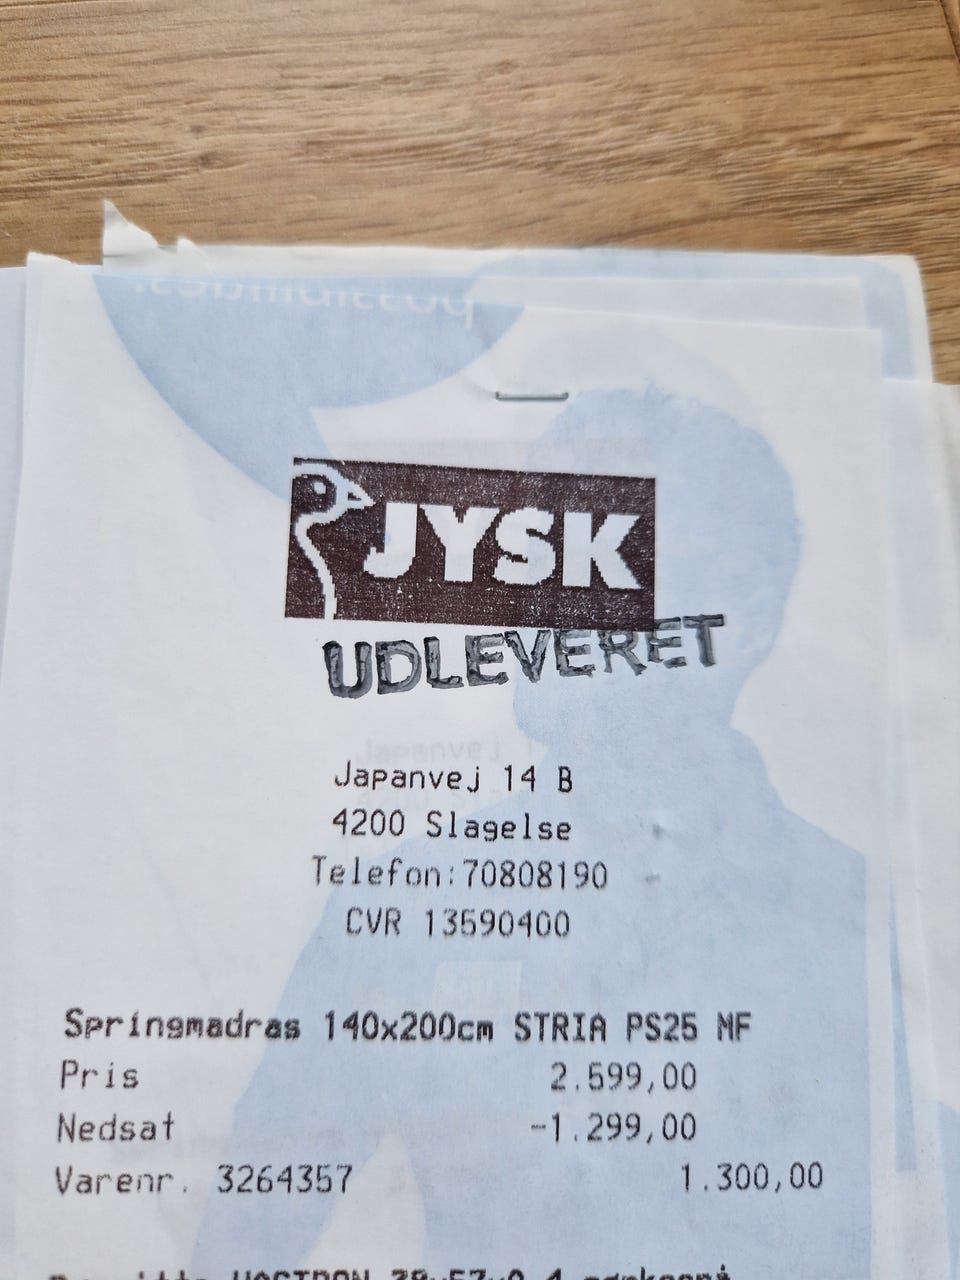 JYSK
UDLEVERET
Japanvej 14 B
4200 Slagelse
Telefon:70808190
CVR 13590400
Springmadras 140x200cm STRIA PS25 MF
Pris 2.599,00
Nedsat -1.299,00
Varenr. 3264357 1.300,00